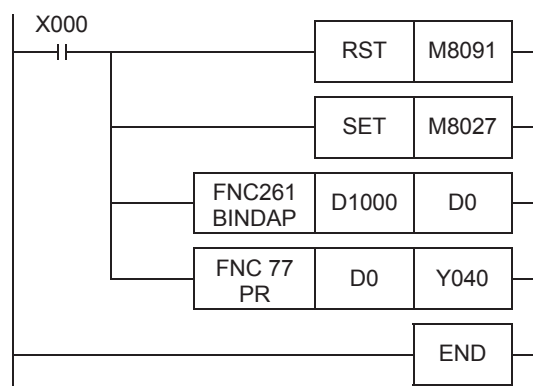 X000
RST M8091
SET M8027
FNC261
BINDAP D1000 D0
FNC 77
PR D0 Y040
END